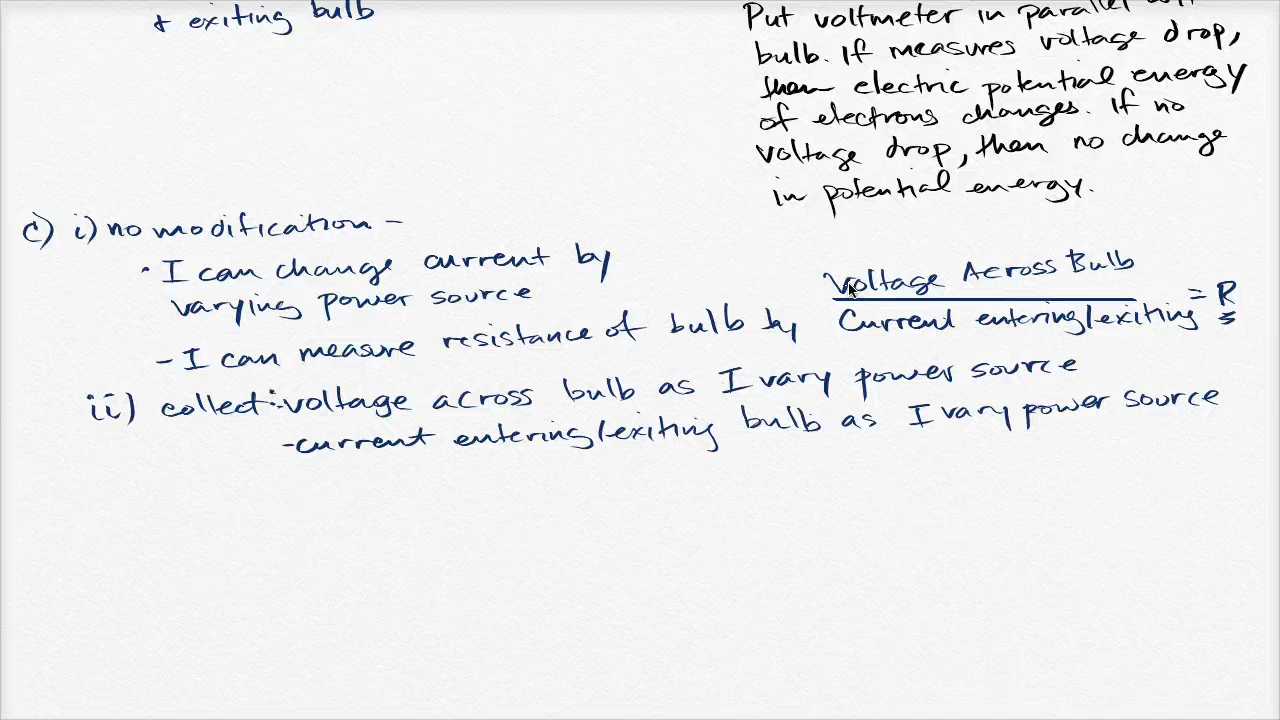 + exiting bulb
Put voltmeter in parallel
bulb. If measures voltage drop,
then electric potential energy
of electrons changes. If no
voltage drop, then no change
in potential energy.
c) i) no modification -
· I can change current by
varying power source
- I can measure resistance of bulb by Voltage Across Bulb
Current entering/exiting = R
ii) collect: voltage across bulb as I vary power source
- current entering/exiting bulb as I vary power source